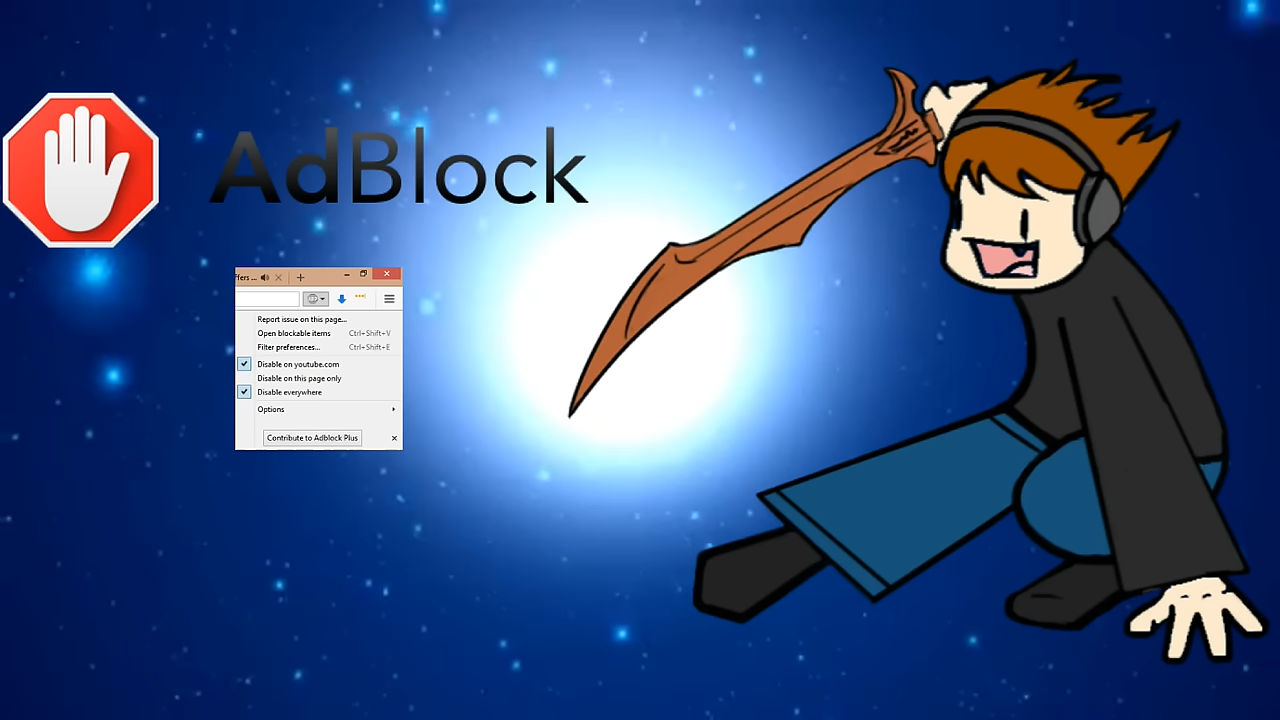 AdBlock
ffers ...
Report issue on this page...
Open blockable items Ctrl+Shift+V
Filter preferences... Ctrl+Shift+E
Disable on youtube.com
Disable on this page only
Disable everywhere
Options
Contribute to Adblock Plus